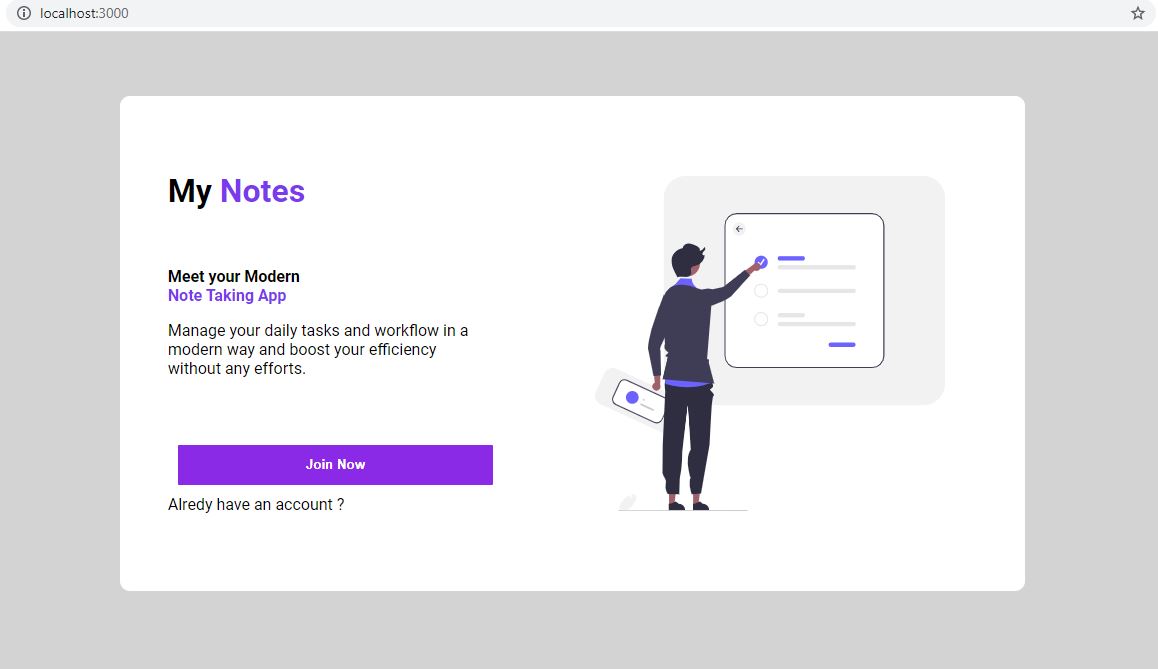 localhost:3000
My Notes
Meet your Modern
Note Taking App
Manage your daily tasks and workflow in a
modern way and boost your efficiency
without any efforts.
Join Now
Alredy have an account ?